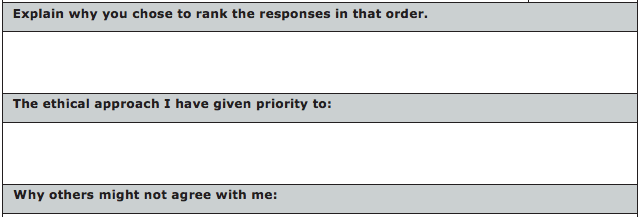 Explain why you chose to rank the responses in that order.
The ethical approach I have given priority to:
Why others might not agree with me: